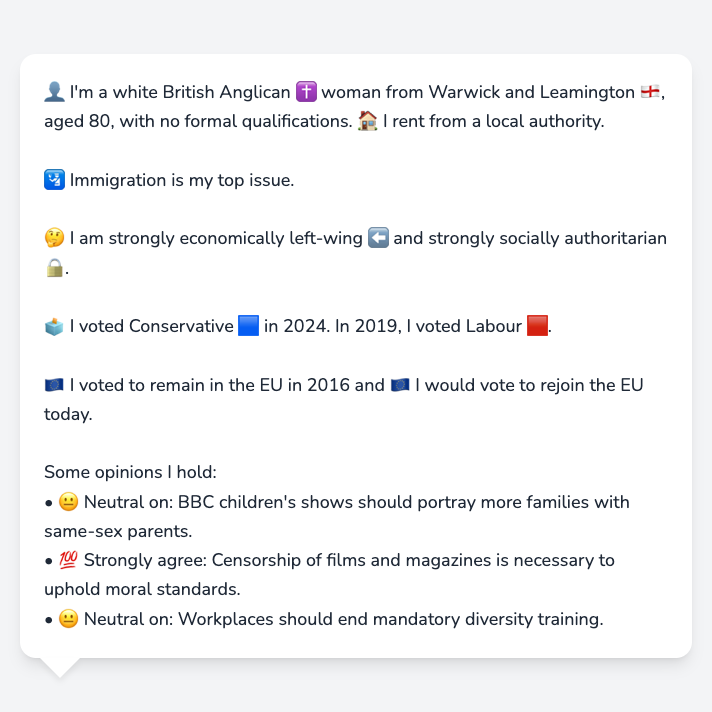 👤 I'm a white British Anglican ✝️ woman from Warwick and Leamington 🏴󠁧󠁢󠁥󠁮󠁧󠁿,
aged 80, with no formal qualifications. 🏠 I rent from a local authority.
🛂 Immigration is my top issue.
🤔 I am strongly economically left-wing ⬅️ and strongly socially authoritarian
🔒.
🗳️ I voted Conservative 🟦 in 2024. In 2019, I voted Labour 🟥.
🇪🇺 I voted to remain in the EU in 2016 and 🇪🇺 I would vote to rejoin the EU
today.
Some opinions I hold:
• 😐 Neutral on: BBC children's shows should portray more families with
same-sex parents.
• 💯 Strongly agree: Censorship of films and magazines is necessary to
uphold moral standards.
• 😐 Neutral on: Workplaces should end mandatory diversity training.